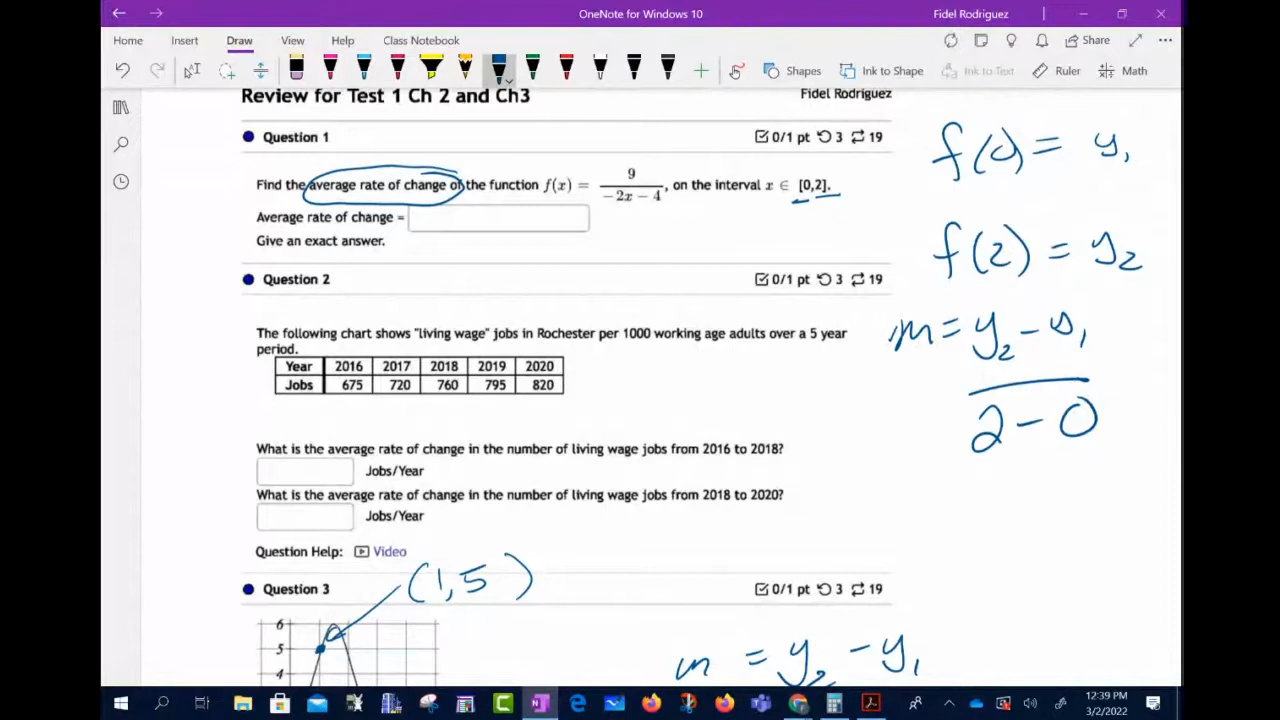 OneNote for Windows 10
Fidel Rodriguez
Home Insert Draw View Help Class Notebook
Share
Shapes Ink to Shape Ink to Text Ruler Math
Review for Test 1 Ch 2 and Ch3
Fidel Rodriguez
Question 1
0/1 pt 3 19
Find the average rate of change of the function f(x) = 9/(−2x − 4), on the interval x ∈ [0,2].
Average rate of change =
Give an exact answer.
f(0) = y₁
f(2) = y₂
m = y₂ − y₁
2 − 0
Question 2
0/1 pt 3 19
The following chart shows "living wage" jobs in Rochester per 1000 working age adults over a 5 year
period.
Year 2016 2017 2018 2019 2020
Jobs 675 720 760 795 820
What is the average rate of change in the number of living wage jobs from 2016 to 2018?
Jobs/Year
What is the average rate of change in the number of living wage jobs from 2018 to 2020?
Jobs/Year
Question Help: Video
(1,5)
Question 3
0/1 pt 3 19
6
5
4
m = y₂ − y₁
12:39 PM
3/2/2022